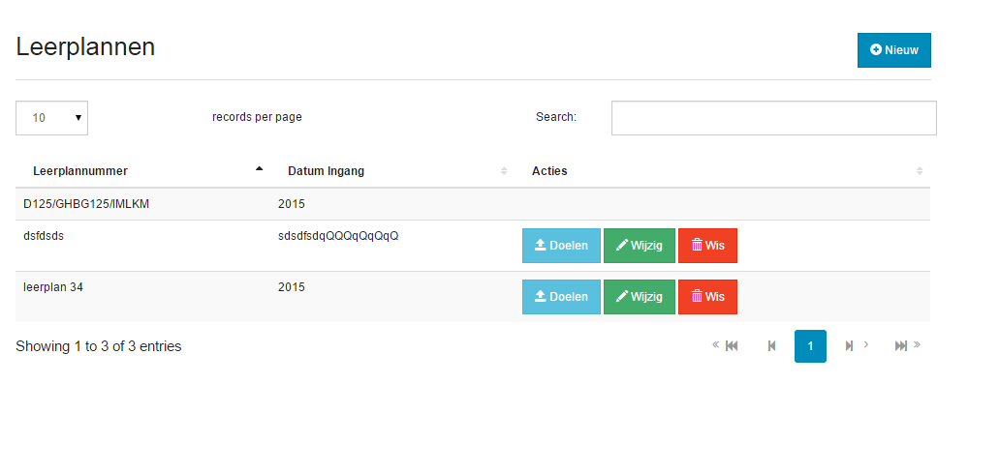 Leerplannen
Nieuw
10 records per page Search:
Leerplannummer Datum Ingang Acties
D125/GHBG125/IMLKM 2015
dsfdsds sdsdfsdqQQQqQqQqQ Doelen Wijzig Wis
leerplan 34 2015 Doelen Wijzig Wis
Showing 1 to 3 of 3 entries « 1 › »